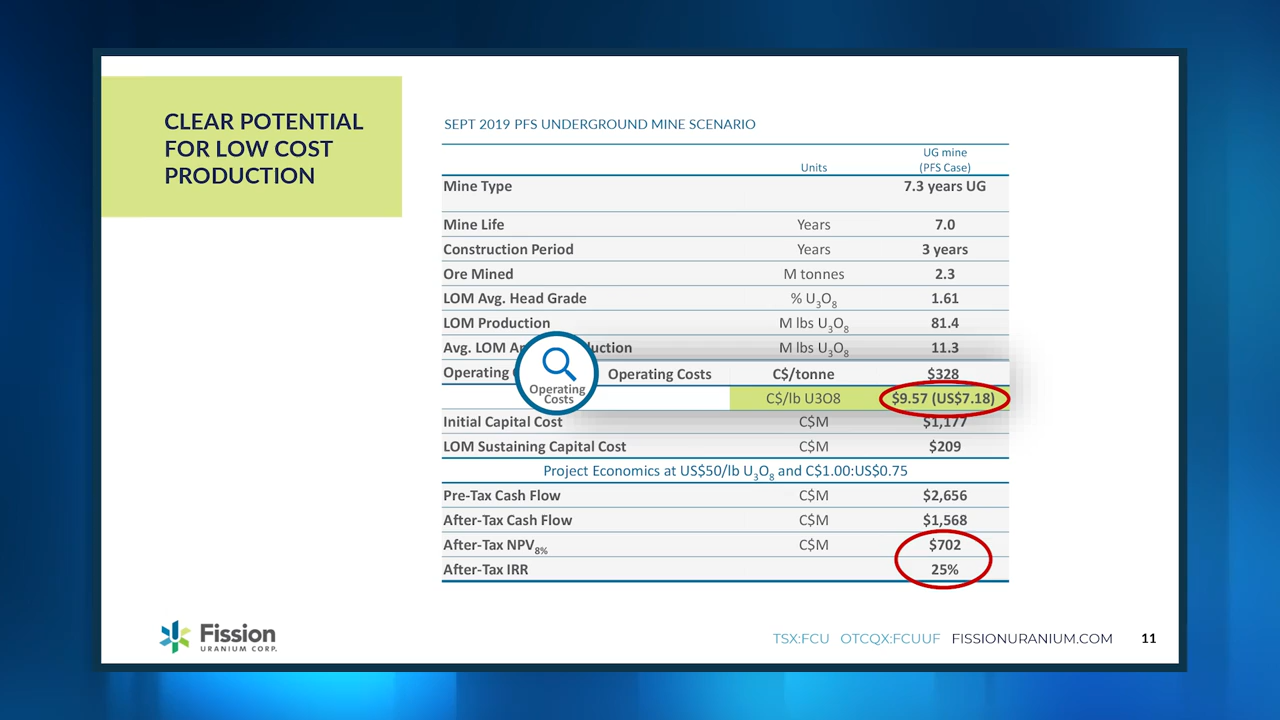 CLEAR POTENTIAL
FOR LOW COST
PRODUCTION
SEPT 2019 PFS UNDERGROUND MINE SCENARIO
Units UG mine
(PFS Case)
Mine Type 7.3 years UG
Mine Life Years 7.0
Construction Period Years 3 years
Ore Mined M tonnes 2.3
LOM Avg. Head Grade % U3O8 1.61
LOM Production M lbs U3O8 81.4
Avg. LOM M lbs U3O8 11.3
Operating
Operating Costs C$/tonne $328
Operating
Costs
C$/lb U3O8 $9.57 (US$7.18)
Initial Capital Cost C$M $1,177
LOM Sustaining Capital Cost C$M $209
Project Economics at US$50/lb U3O8 and C$1.00:US$0.75
Pre-Tax Cash Flow C$M $2,656
After-Tax Cash Flow C$M $1,568
After-Tax NPV8% C$M $702
After-Tax IRR 25%
Fission
URANIUM CORP.
TSX:FCU OTCQX:FCUUF FISSIONURANIUM.COM 11